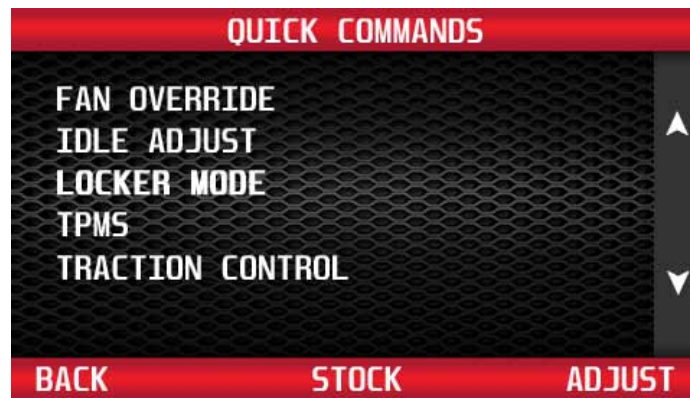 QUICK COMMANDS
FAN OVERRIDE
IDLE ADJUST
LOCKER MODE
TPMS
TRACTION CONTROL
BACK STOCK ADJUST